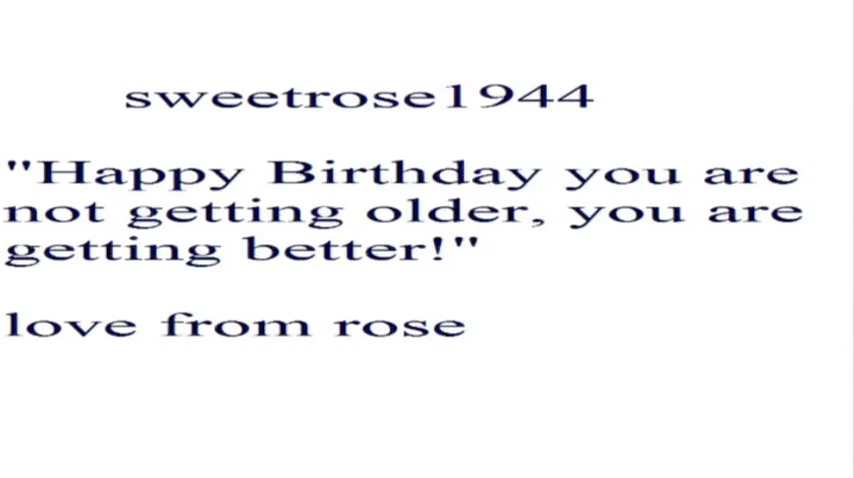 sweetrose1944
"Happy Birthday you are
not getting older, you are
getting better!"
love from rose